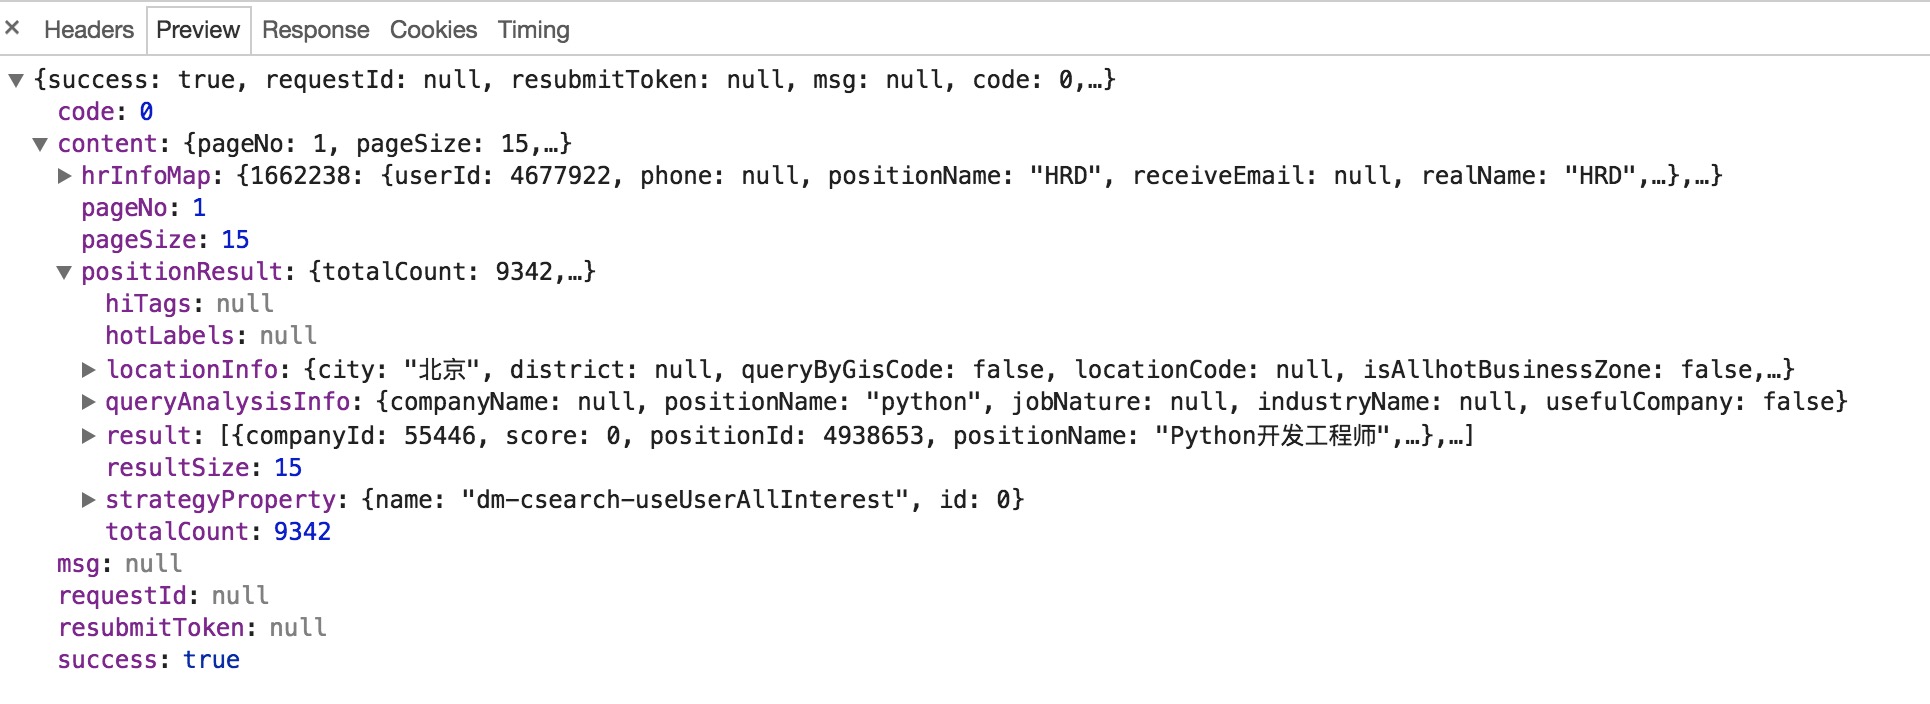 × Headers Preview Response Cookies Timing
▼ {success: true, requestId: null, resubmitToken: null, msg: null, code: 0,…}
code: 0
▼ content: {pageNo: 1, pageSize: 15,…}
▶ hrInfoMap: {1662238: {userId: 4677922, phone: null, positionName: "HRD", receiveEmail: null, realName: "HRD",…},…}
pageNo: 1
pageSize: 15
▼ positionResult: {totalCount: 9342,…}
hiTags: null
hotLabels: null
▶ locationInfo: {city: "北京", district: null, queryByGisCode: false, locationCode: null, isAllhotBusinessZone: false,…}
▶ queryAnalysisInfo: {companyName: null, positionName: "python", jobNature: null, industryName: null, usefulCompany: false}
▶ result: [{companyId: 55446, score: 0, positionId: 4938653, positionName: "Python开发工程师",…},…]
resultSize: 15
▶ strategyProperty: {name: "dm-csearch-useUserAllInterest", id: 0}
totalCount: 9342
msg: null
requestId: null
resubmitToken: null
success: true